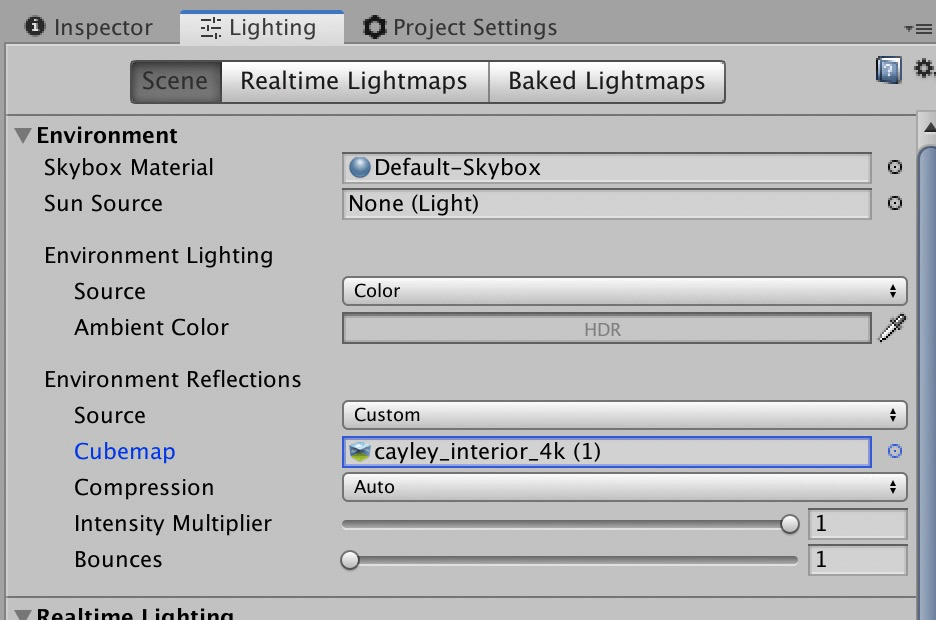 Inspector Lighting Project Settings
Scene Realtime Lightmaps Baked Lightmaps
Environment
Skybox Material Default-Skybox
Sun Source None (Light)
Environment Lighting
Source Color
Ambient Color HDR
Environment Reflections
Source Custom
Cubemap cayley_interior_4k (1)
Compression Auto
Intensity Multiplier 1
Bounces 1
Realtime Lighting